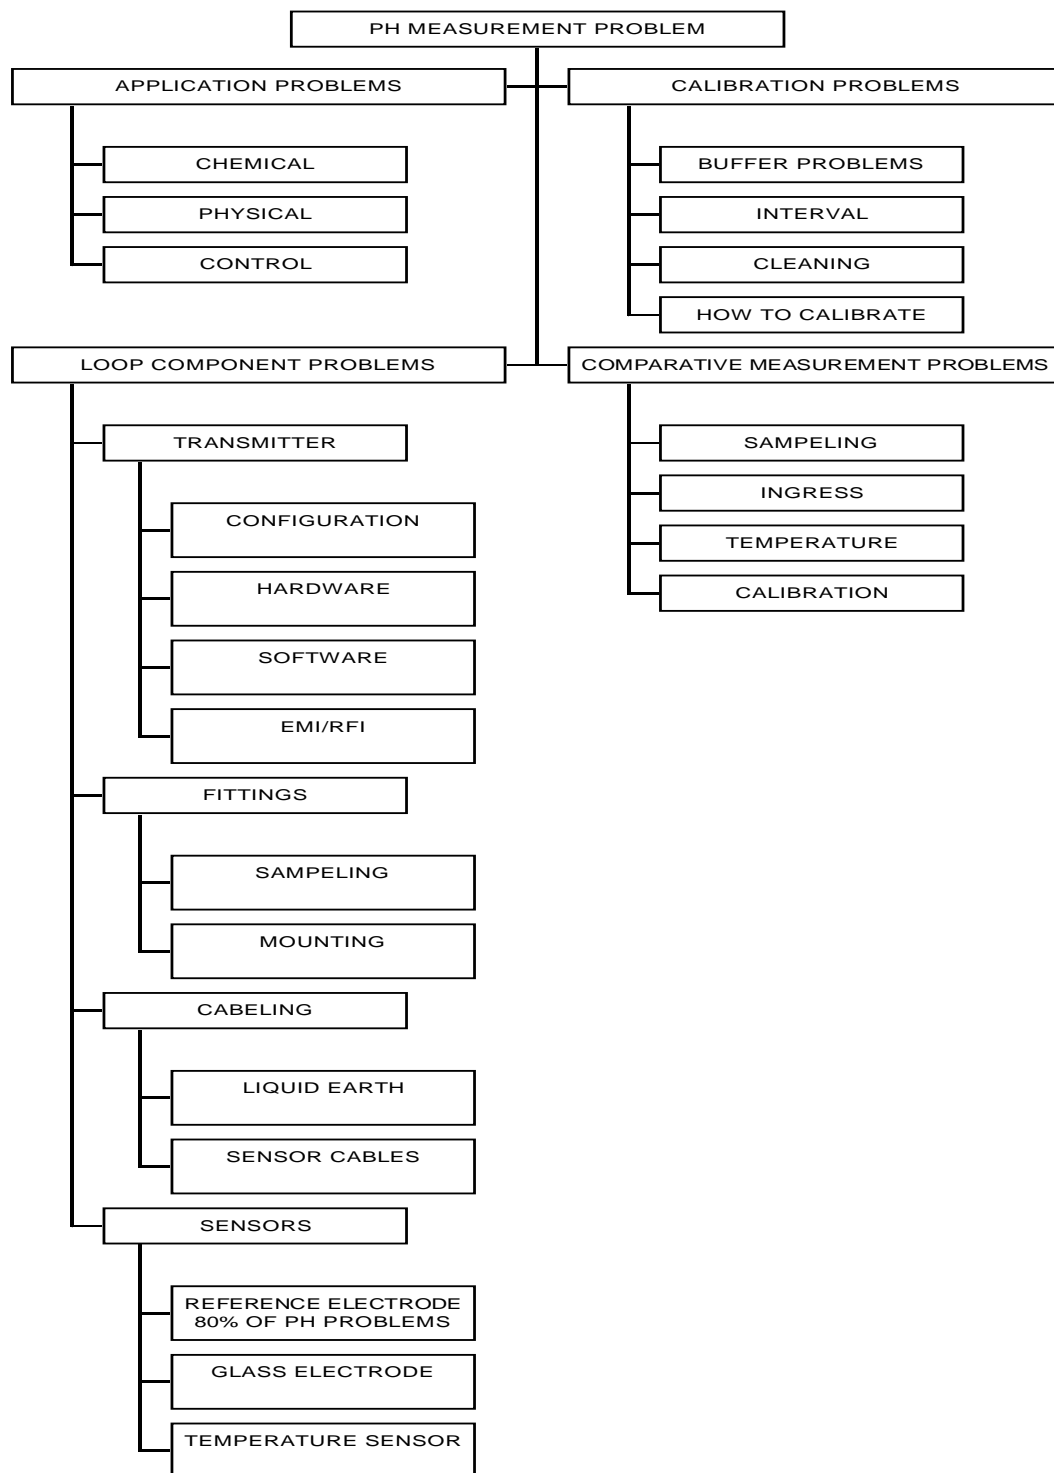 PH MEASUREMENT PROBLEM
APPLICATION PROBLEMS
CHEMICAL
PHYSICAL
CONTROL
CALIBRATION PROBLEMS
BUFFER PROBLEMS
INTERVAL
CLEANING
HOW TO CALIBRATE
LOOP COMPONENT PROBLEMS
TRANSMITTER
CONFIGURATION
HARDWARE
SOFTWARE
EMI/RFI
FITTINGS
SAMPELING
MOUNTING
CABELING
LIQUID EARTH
SENSOR CABLES
SENSORS
REFERENCE ELECTRODE
80% OF PH PROBLEMS
GLASS ELECTRODE
TEMPERATURE SENSOR
COMPARATIVE MEASUREMENT PROBLEMS
SAMPELING
INGRESS
TEMPERATURE
CALIBRATION